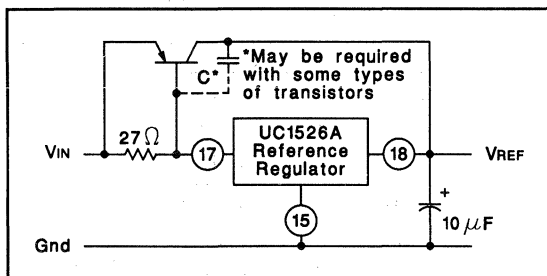 *May be required
C* with some types
of transistors
27Ω
UC1526A
VIN 17 Reference 18 VREF
Regulator
+
15 10 μF
Gnd